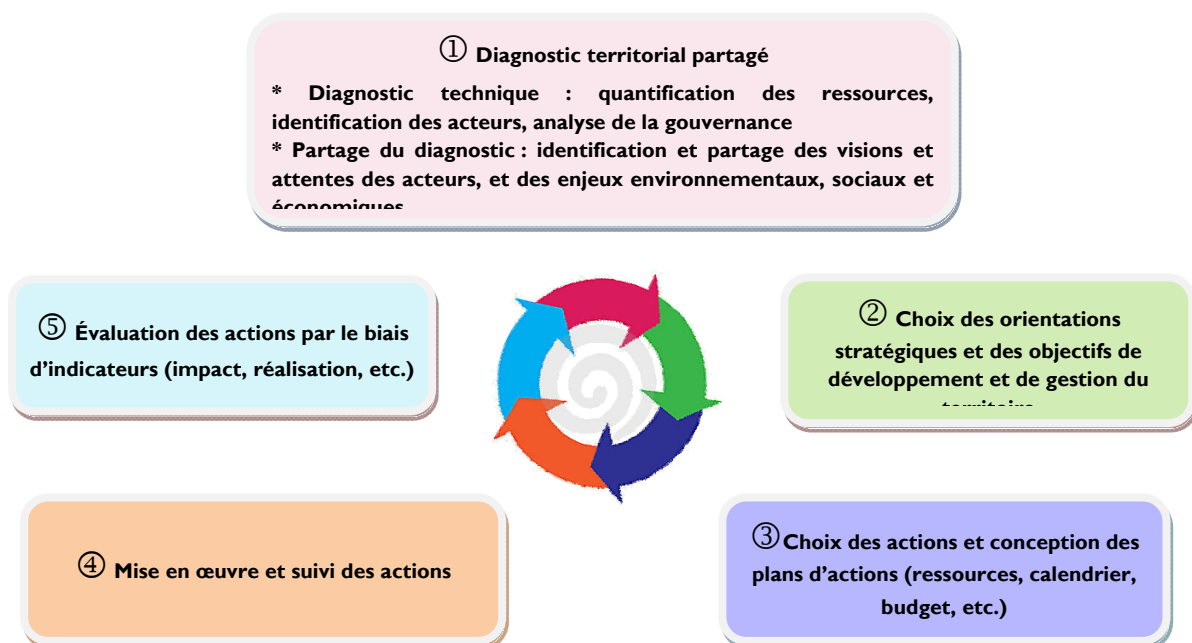 ① Diagnostic territorial partagé
* Diagnostic technique : quantification des ressources,
identification des acteurs, analyse de la gouvernance
* Partage du diagnostic : identification et partage des visions et
attentes des acteurs, et des enjeux environnementaux, sociaux et
économiques
⑤ Évaluation des actions par le biais
d’indicateurs (impact, réalisation, etc.)
② Choix des orientations
stratégiques et des objectifs de
développement et de gestion du
territoire
④ Mise en œuvre et suivi des actions
③Choix des actions et conception des
plans d’actions (ressources, calendrier,
budget, etc.)